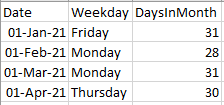 Date Weekday DaysInMonth
01-Jan-21 Friday 31
01-Feb-21 Monday 28
01-Mar-21 Monday 31
01-Apr-21 Thursday 30